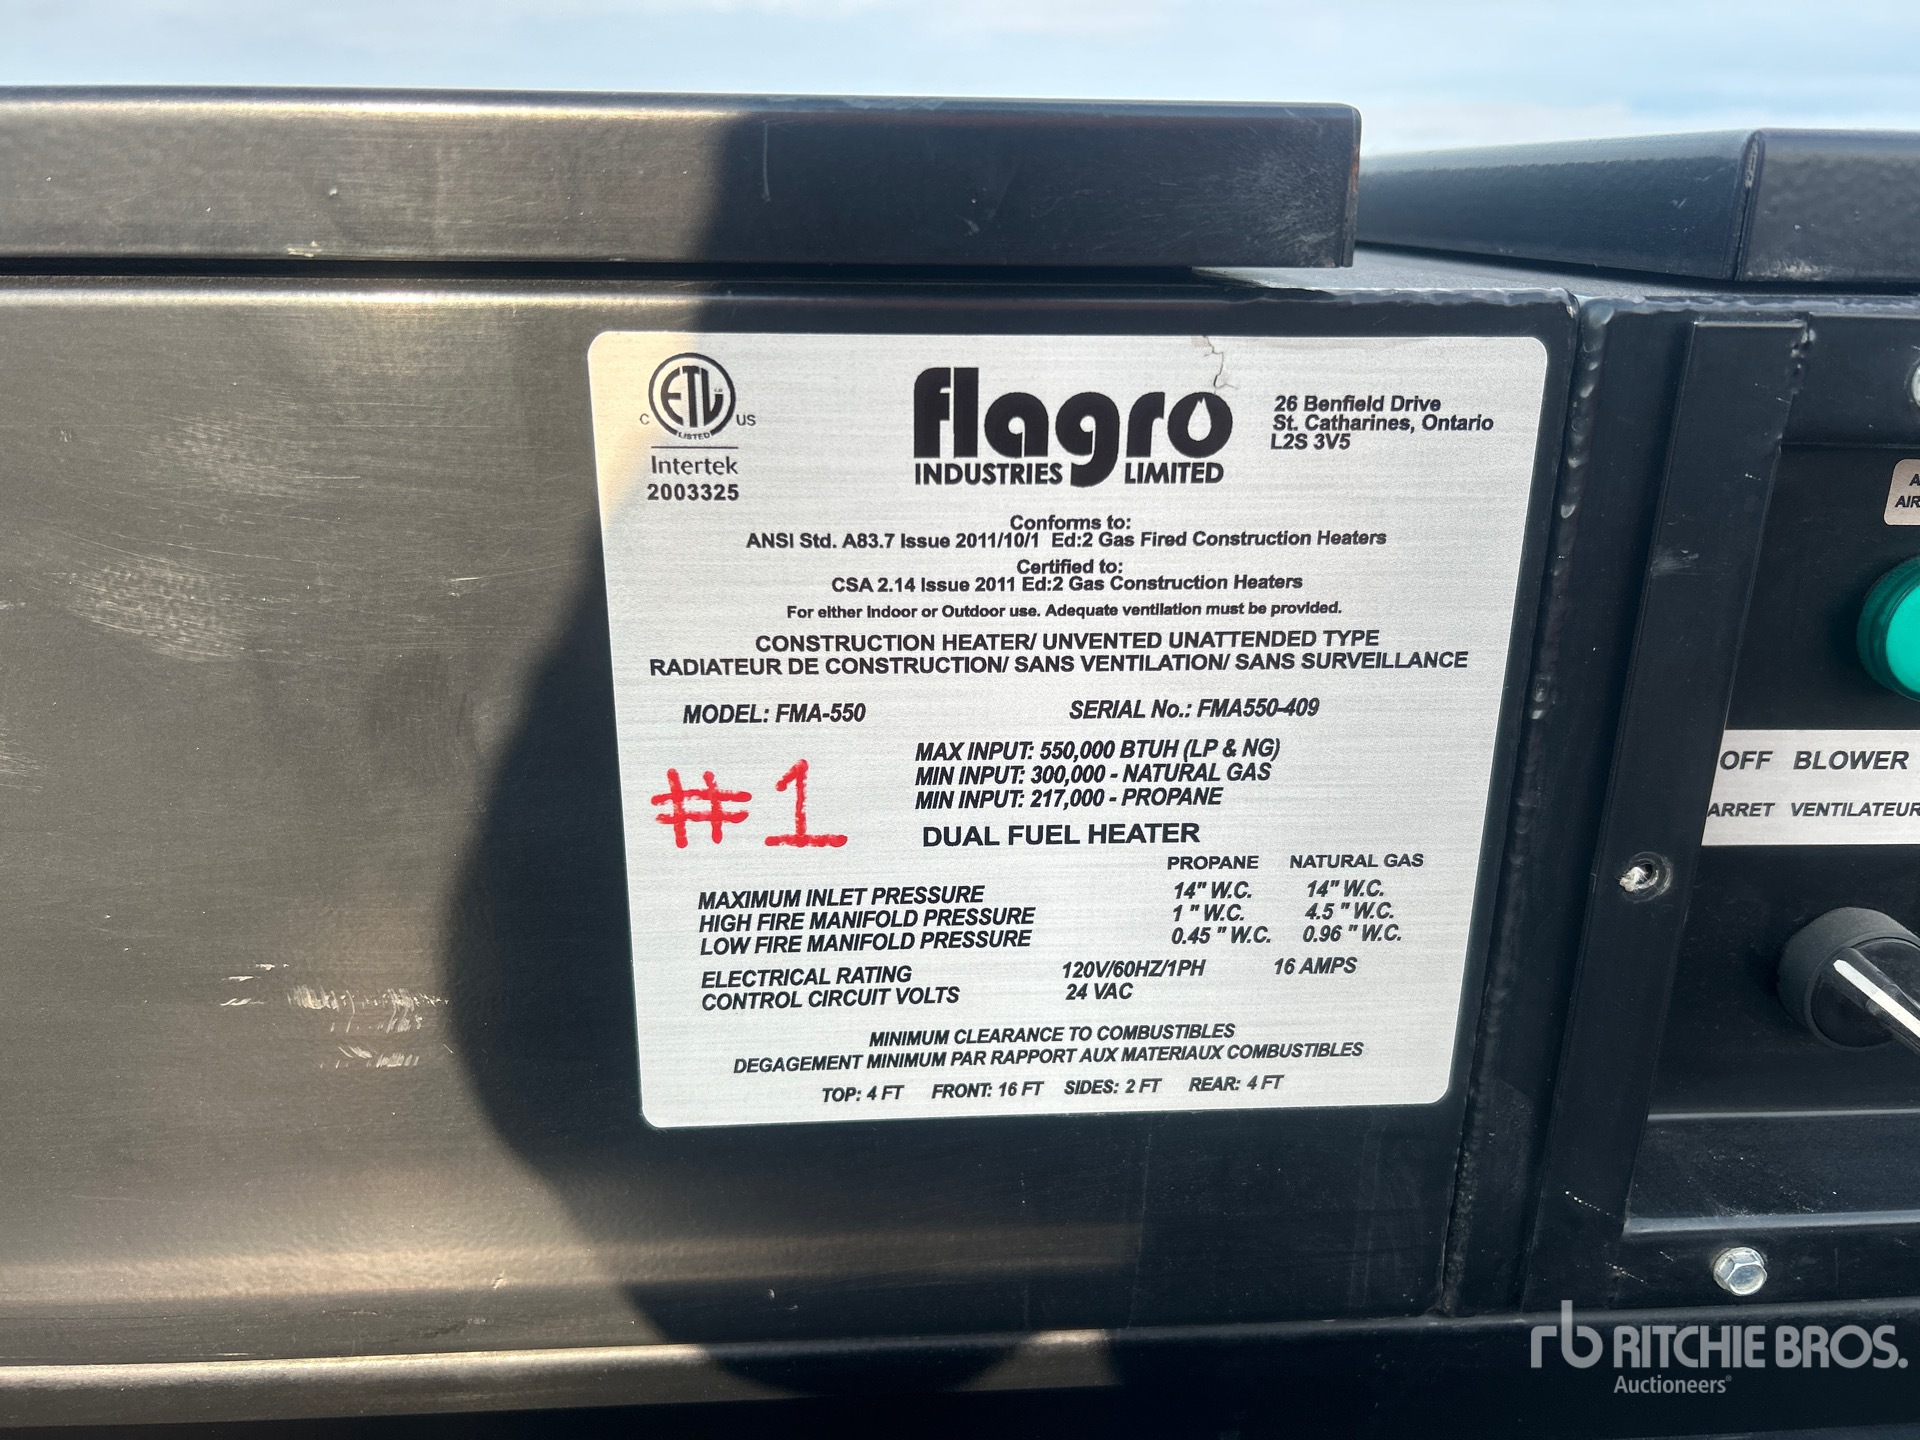 C ETL US
LISTED
Intertek
2003325
flagro
INDUSTRIES LIMITED
26 Benfield Drive
St. Catharines, Ontario
L2S 3V5
Conforms to:
ANSI Std. A83.7 Issue 2011/10/1 Ed:2 Gas Fired Construction Heaters
Certified to:
CSA 2.14 Issue 2011 Ed:2 Gas Construction Heaters
For either Indoor or Outdoor use. Adequate ventilation must be provided.
CONSTRUCTION HEATER/ UNVENTED UNATTENDED TYPE
RADIATEUR DE CONSTRUCTION/ SANS VENTILATION/ SANS SURVEILLANCE
MODEL: FMA-550 SERIAL No.: FMA550-409
MAX INPUT: 550,000 BTUH (LP & NG)
MIN INPUT: 300,000 - NATURAL GAS
MIN INPUT: 217,000 - PROPANE
#1
DUAL FUEL HEATER
PROPANE NATURAL GAS
MAXIMUM INLET PRESSURE 14" W.C. 14" W.C.
HIGH FIRE MANIFOLD PRESSURE 1 " W.C. 4.5 " W.C.
LOW FIRE MANIFOLD PRESSURE 0.45 " W.C. 0.96 " W.C.
ELECTRICAL RATING 120V/60HZ/1PH 16 AMPS
CONTROL CIRCUIT VOLTS 24 VAC
MINIMUM CLEARANCE TO COMBUSTIBLES
DEGAGEMENT MINIMUM PAR RAPPORT AUX MATERIAUX COMBUSTIBLES
TOP: 4 FT FRONT: 16 FT SIDES: 2 FT REAR: 4 FT
AIR
OFF BLOWER
ARRET VENTILATEUR
rb RITCHIE BROS.
Auctioneers